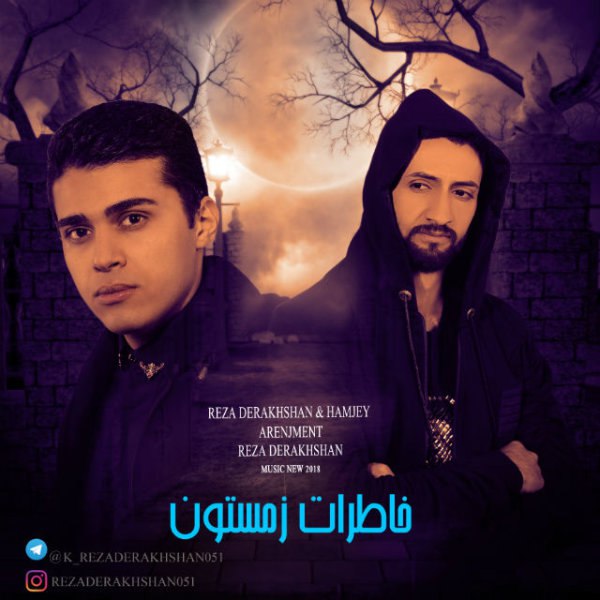 REZA DERAKHSHAN & HAMJEY
ARENJMENT
REZA DERAKHSHAN
MUSIC NEW 2018
خاطرات زمستون
@K_REZADERAKHSHAN051
REZADERAKHSHAN051